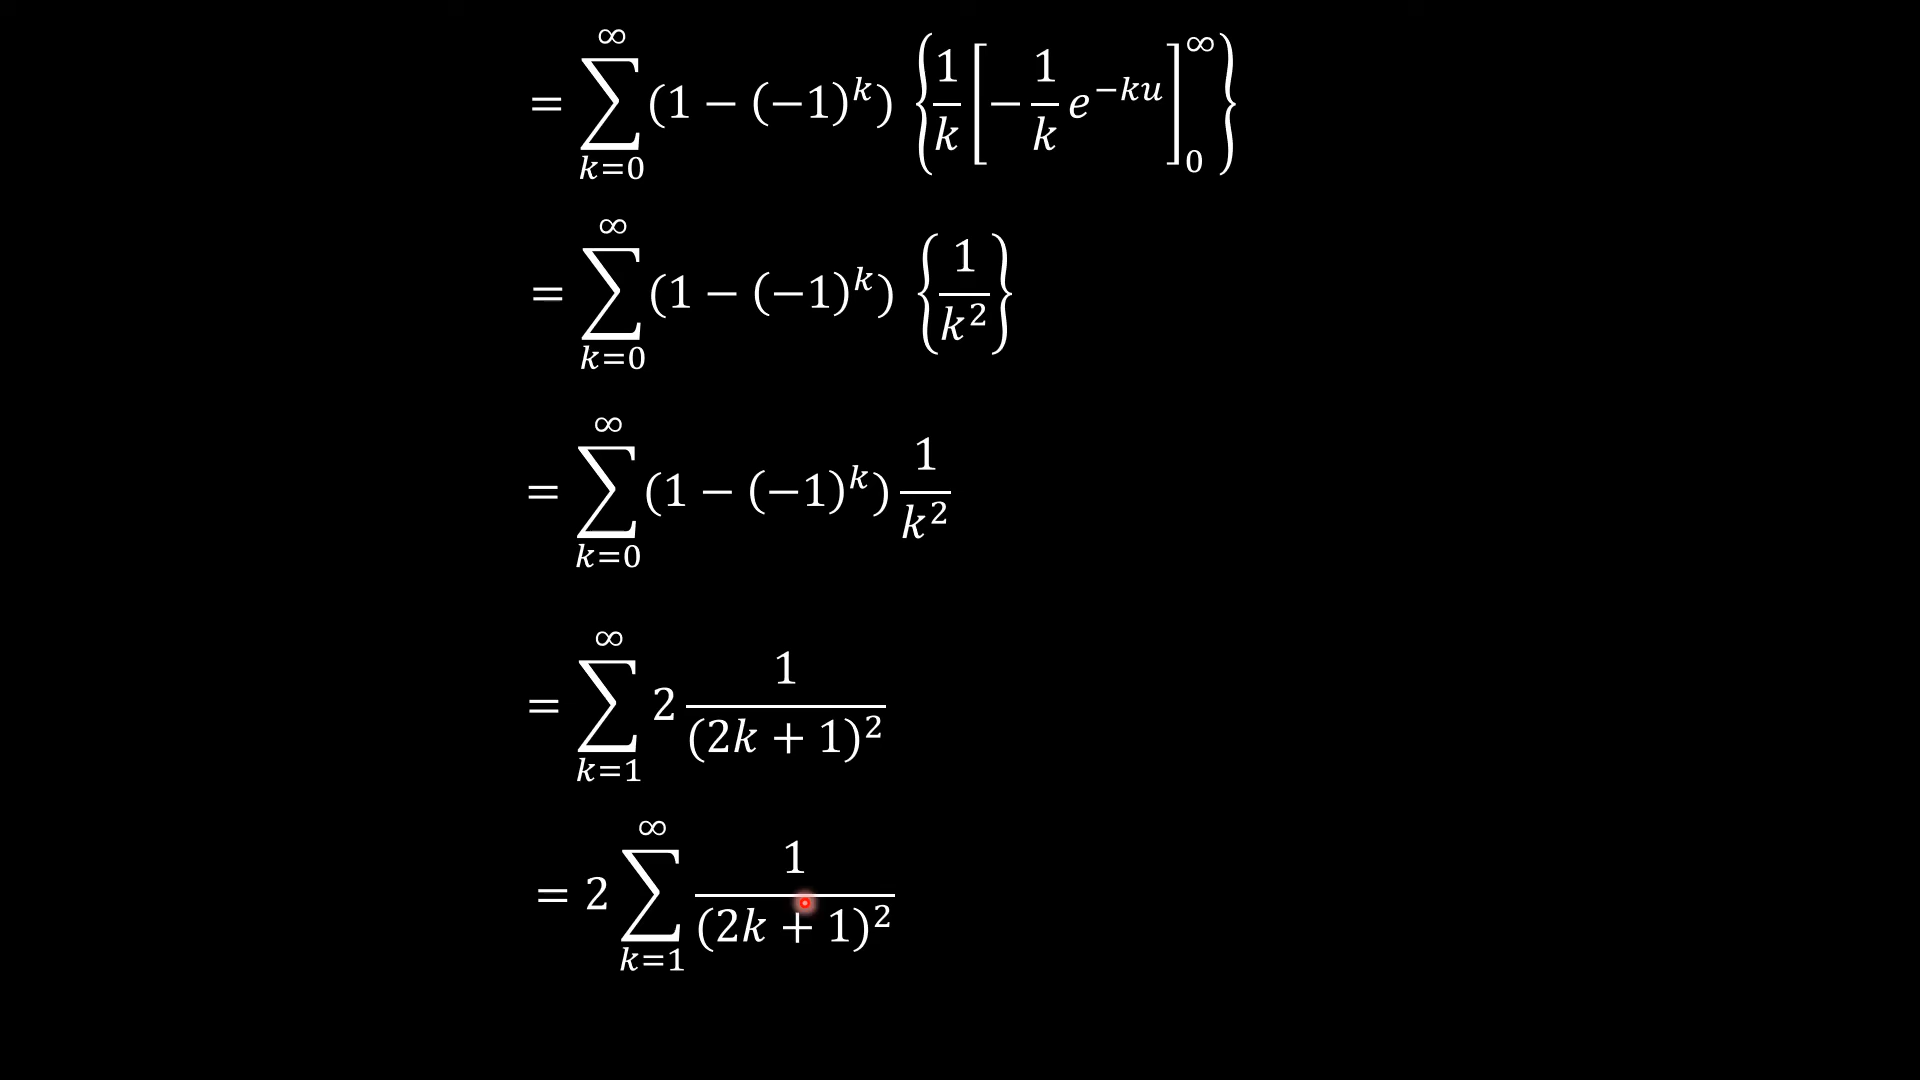 = ∑_{k=0}^{∞} (1 − (−1)^k) {1/k [−1/k e^{−ku}]_0^∞}
= ∑_{k=0}^{∞} (1 − (−1)^k) {1/k^2}
= ∑_{k=0}^{∞} (1 − (−1)^k) 1/k^2
= ∑_{k=1}^{∞} 2 1/(2k + 1)^2
= 2 ∑_{k=1}^{∞} 1/(2k + 1)^2